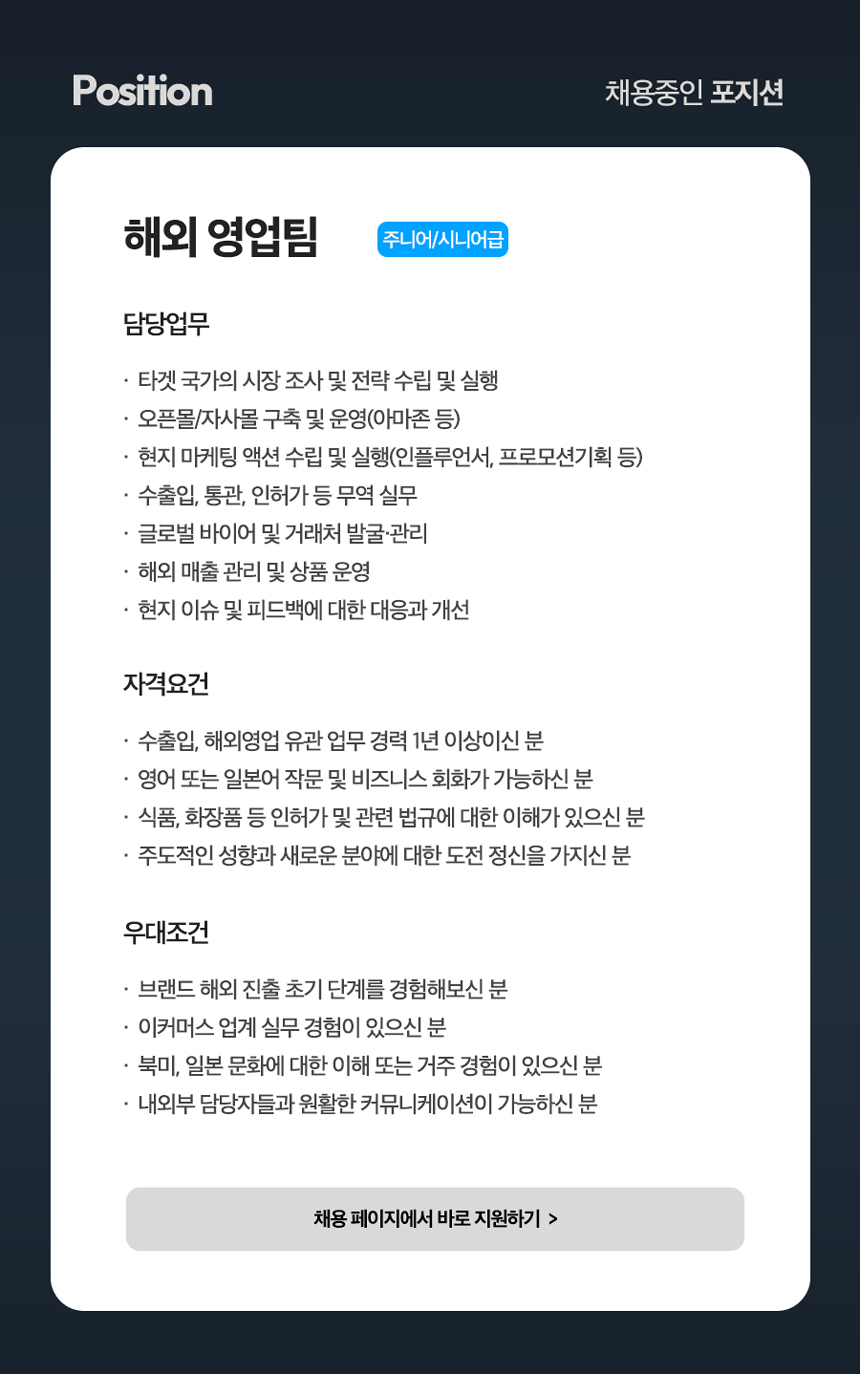 Position
채용중인 포지션
해외 영업팀
주니어/시니어급
담당업무
· 타겟 국가의 시장 조사 및 전략 수립 및 실행
· 오픈몰/자사몰 구축 및 운영(아마존 등)
· 현지 마케팅 액션 수립 및 실행(인플루언서, 프로모션기획 등)
· 수출입, 통관, 인허가 등 무역 실무
· 글로벌 바이어 및 거래처 발굴·관리
· 해외 매출 관리 및 상품 운영
· 현지 이슈 및 피드백에 대한 대응과 개선
자격요건
· 수출입, 해외영업 유관 업무 경력 1년 이상이신 분
· 영어 또는 일본어 작문 및 비즈니스 회화가 가능하신 분
· 식품, 화장품 등 인허가 및 관련 법규에 대한 이해가 있으신 분
· 주도적인 성향과 새로운 분야에 대한 도전 정신을 가지신 분
우대조건
· 브랜드 해외 진출 초기 단계를 경험해보신 분
· 이커머스 업계 실무 경험이 있으신 분
· 북미, 일본 문화에 대한 이해 또는 거주 경험이 있으신 분
· 내외부 담당자들과 원활한 커뮤니케이션이 가능하신 분
채용 페이지에서 바로 지원하기 >